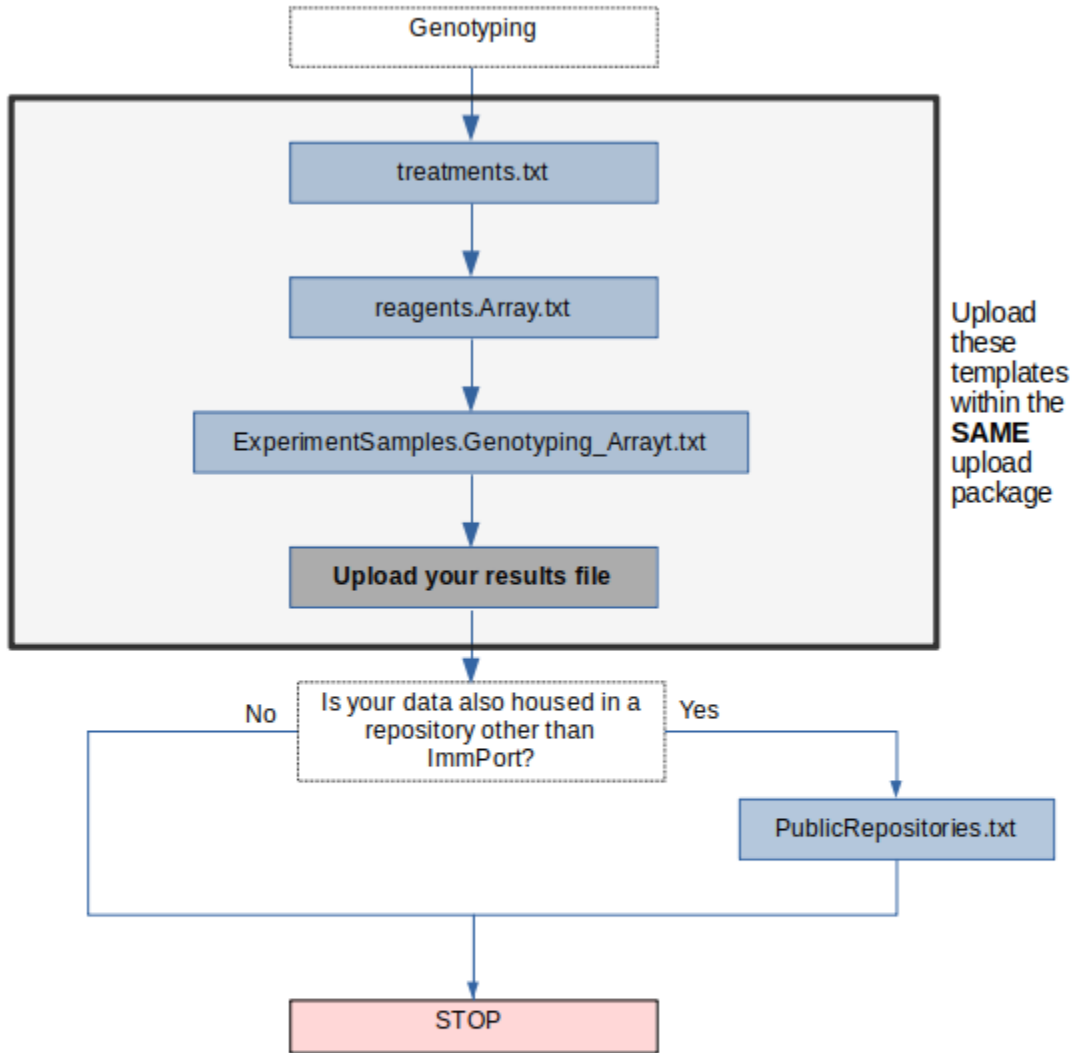 Genotyping
treatments.txt
reagents.Array.txt
ExperimentSamples.Genotyping_Arrayt.txt
Upload your results file
Upload
these
templates
within the
SAME
upload
package
Is your data also housed in a
repository other than
ImmPort?
No
Yes
PublicRepositories.txt
STOP